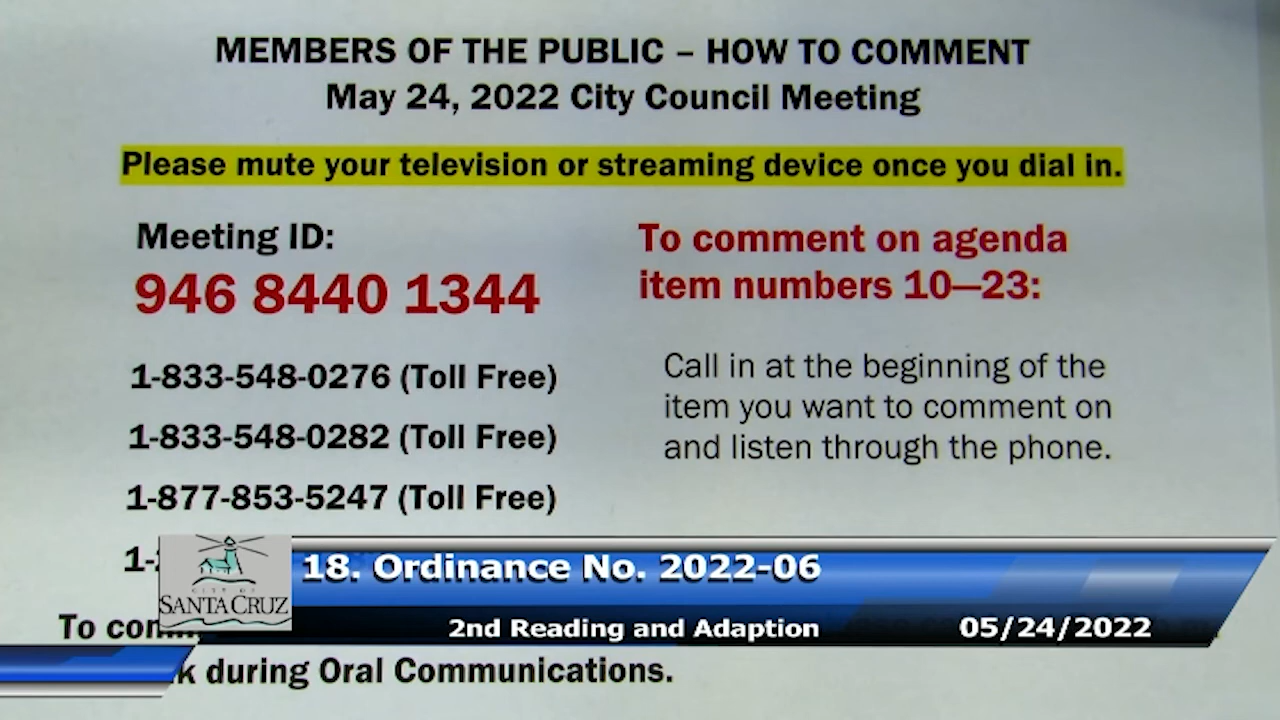 MEMBERS OF THE PUBLIC – HOW TO COMMENT
May 24, 2022 City Council Meeting
Please mute your television or streaming device once you dial in.
Meeting ID:
946 8440 1344
1-833-548-0276 (Toll Free)
1-833-548-0282 (Toll Free)
1-877-853-5247 (Toll Free)
To comment on agenda
item numbers 10—23:
Call in at the beginning of the
item you want to comment on
and listen through the phone.
1-
CITY OF
SANTA CRUZ
18. Ordinance No. 2022-06
2nd Reading and Adaption
05/24/2022
To
during Oral Communications.